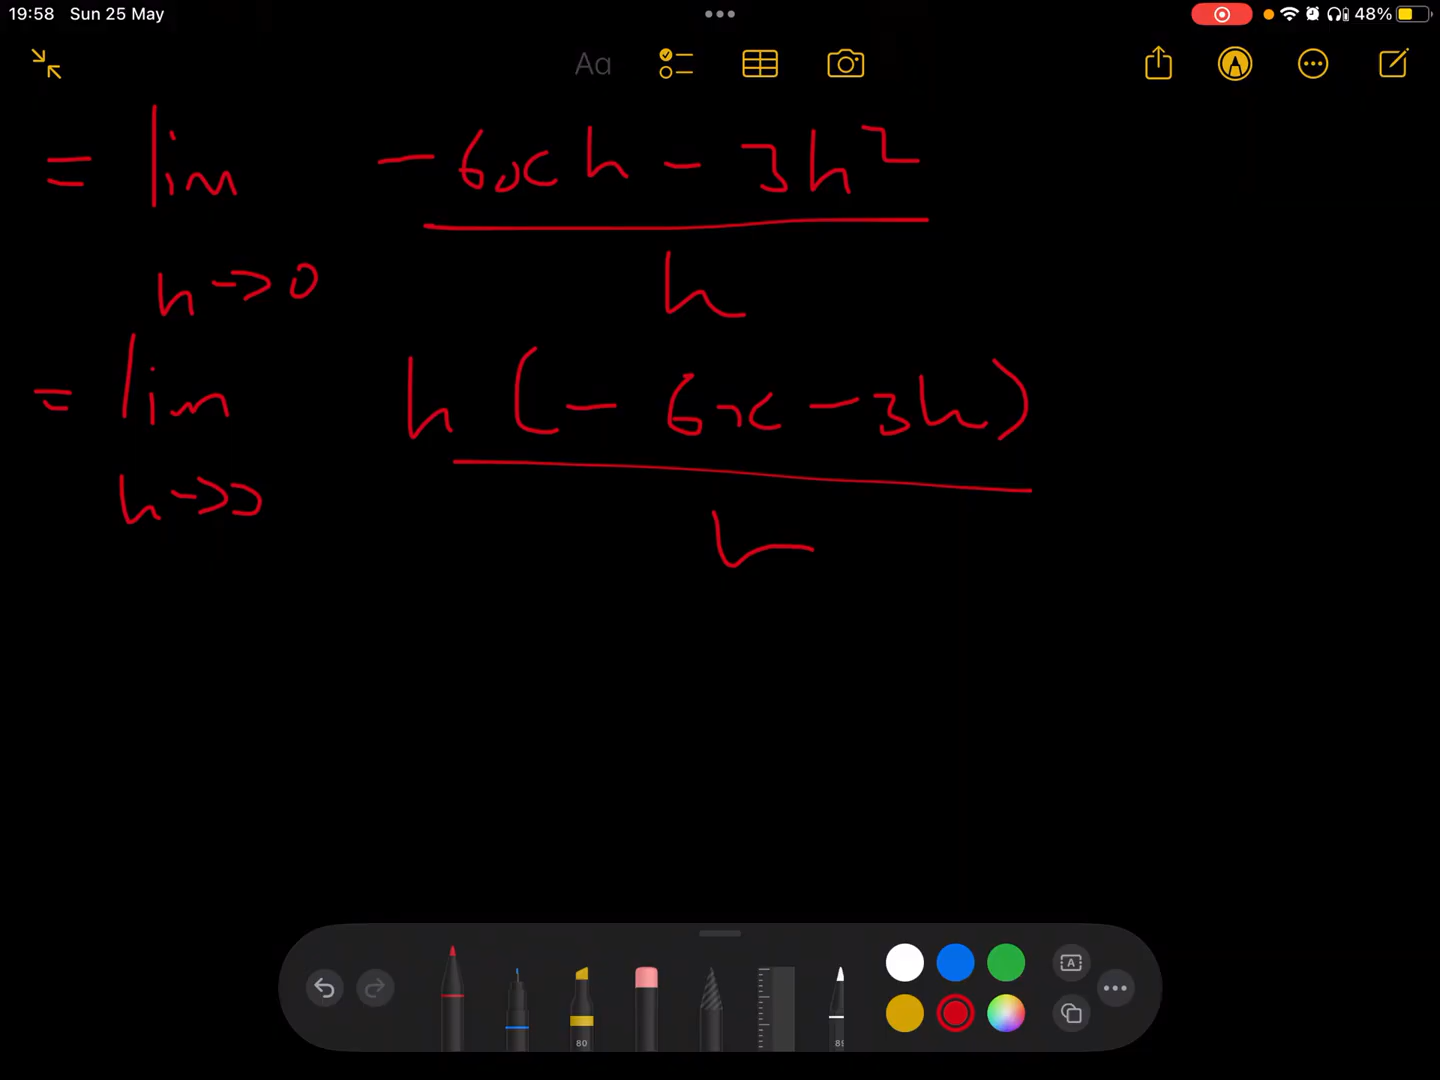 19:58 Sun 25 May 48%
Aa
= lim -6xh - 3h²
h->0 h
= lim h (-6x - 3h)
h->0 h
80
A